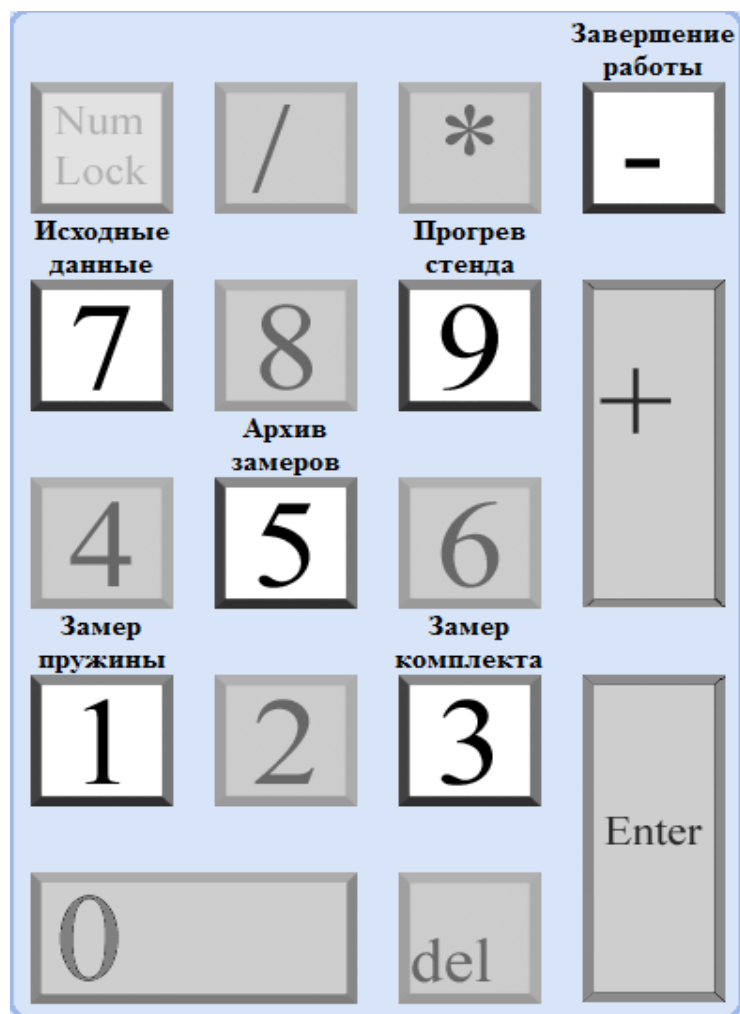 Завершение
работы
Num
Lock
/
*
-
Исходные
данные
Прогрев
стенда
7
8
9
+
Архив
замеров
4
5
6
Замер
пружины
Замер
комплекта
1
2
3
Enter
0
del